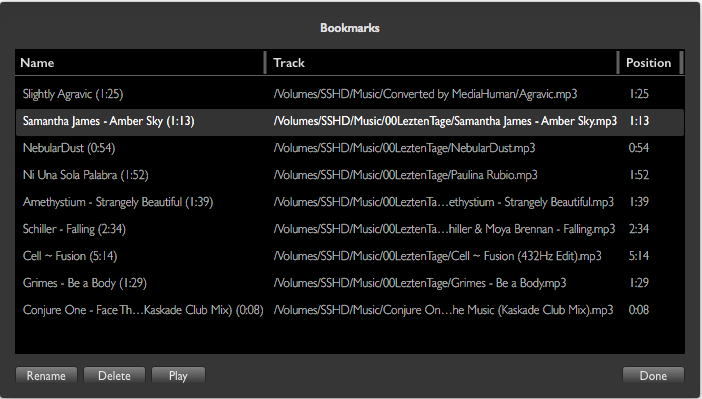 Bookmarks
Name Track Position
Slightly Agravic (1:25) /Volumes/SSHD/Music/Converted by MediaHuman/Agravic.mp3 1:25
Samantha James - Amber Sky (1:13) /Volumes/SSHD/Music/00LeztenTage/Samantha James - Amber Sky.mp3 1:13
NebularDust (0:54) /Volumes/SSHD/Music/00LeztenTage/NebularDust.mp3 0:54
Ni Una Sola Palabra (1:52) /Volumes/SSHD/Music/00LeztenTage/Paulina Rubio.mp3 1:52
Amethystium - Strangely Beautiful (1:39) /Volumes/SSHD/Music/00LeztenTa...ethystium - Strangely Beautiful.mp3 1:39
Schiller - Falling (2:34) /Volumes/SSHD/Music/00LeztenTa...hiller & Moya Brennan - Falling.mp3 2:34
Cell ~ Fusion (5:14) /Volumes/SSHD/Music/00LeztenTage/Cell ~ Fusion (432Hz Edit).mp3 5:14
Grimes - Be a Body (1:29) /Volumes/SSHD/Music/00LeztenTage/Grimes - Be a Body.mp3 1:29
Conjure One - Face Th...Kaskade Club Mix) (0:08) /Volumes/SSHD/Music/Conjure On...he Music (Kaskade Club Mix).mp3 0:08
Rename Delete Play Done